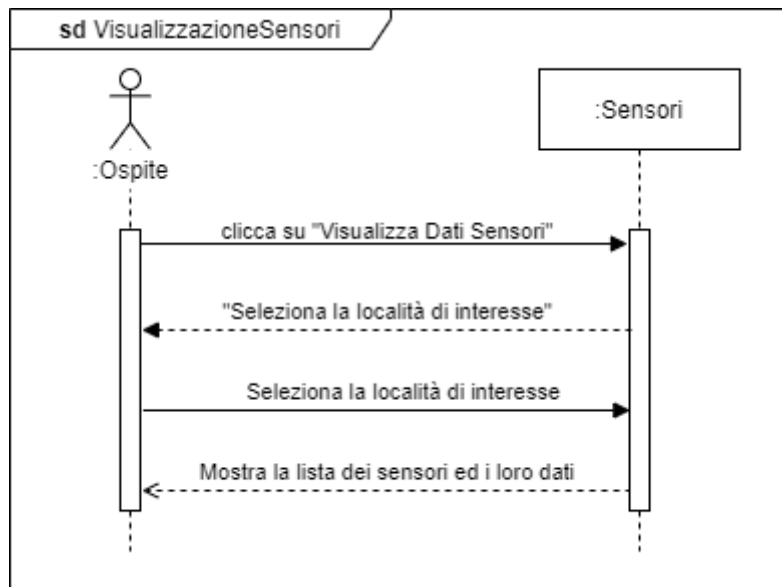 sd VisualizzazioneSensori
:Ospite
:Sensori
clicca su "Visualizza Dati Sensori"
"Seleziona la località di interesse"
Seleziona la località di interesse
Mostra la lista dei sensori ed i loro dati